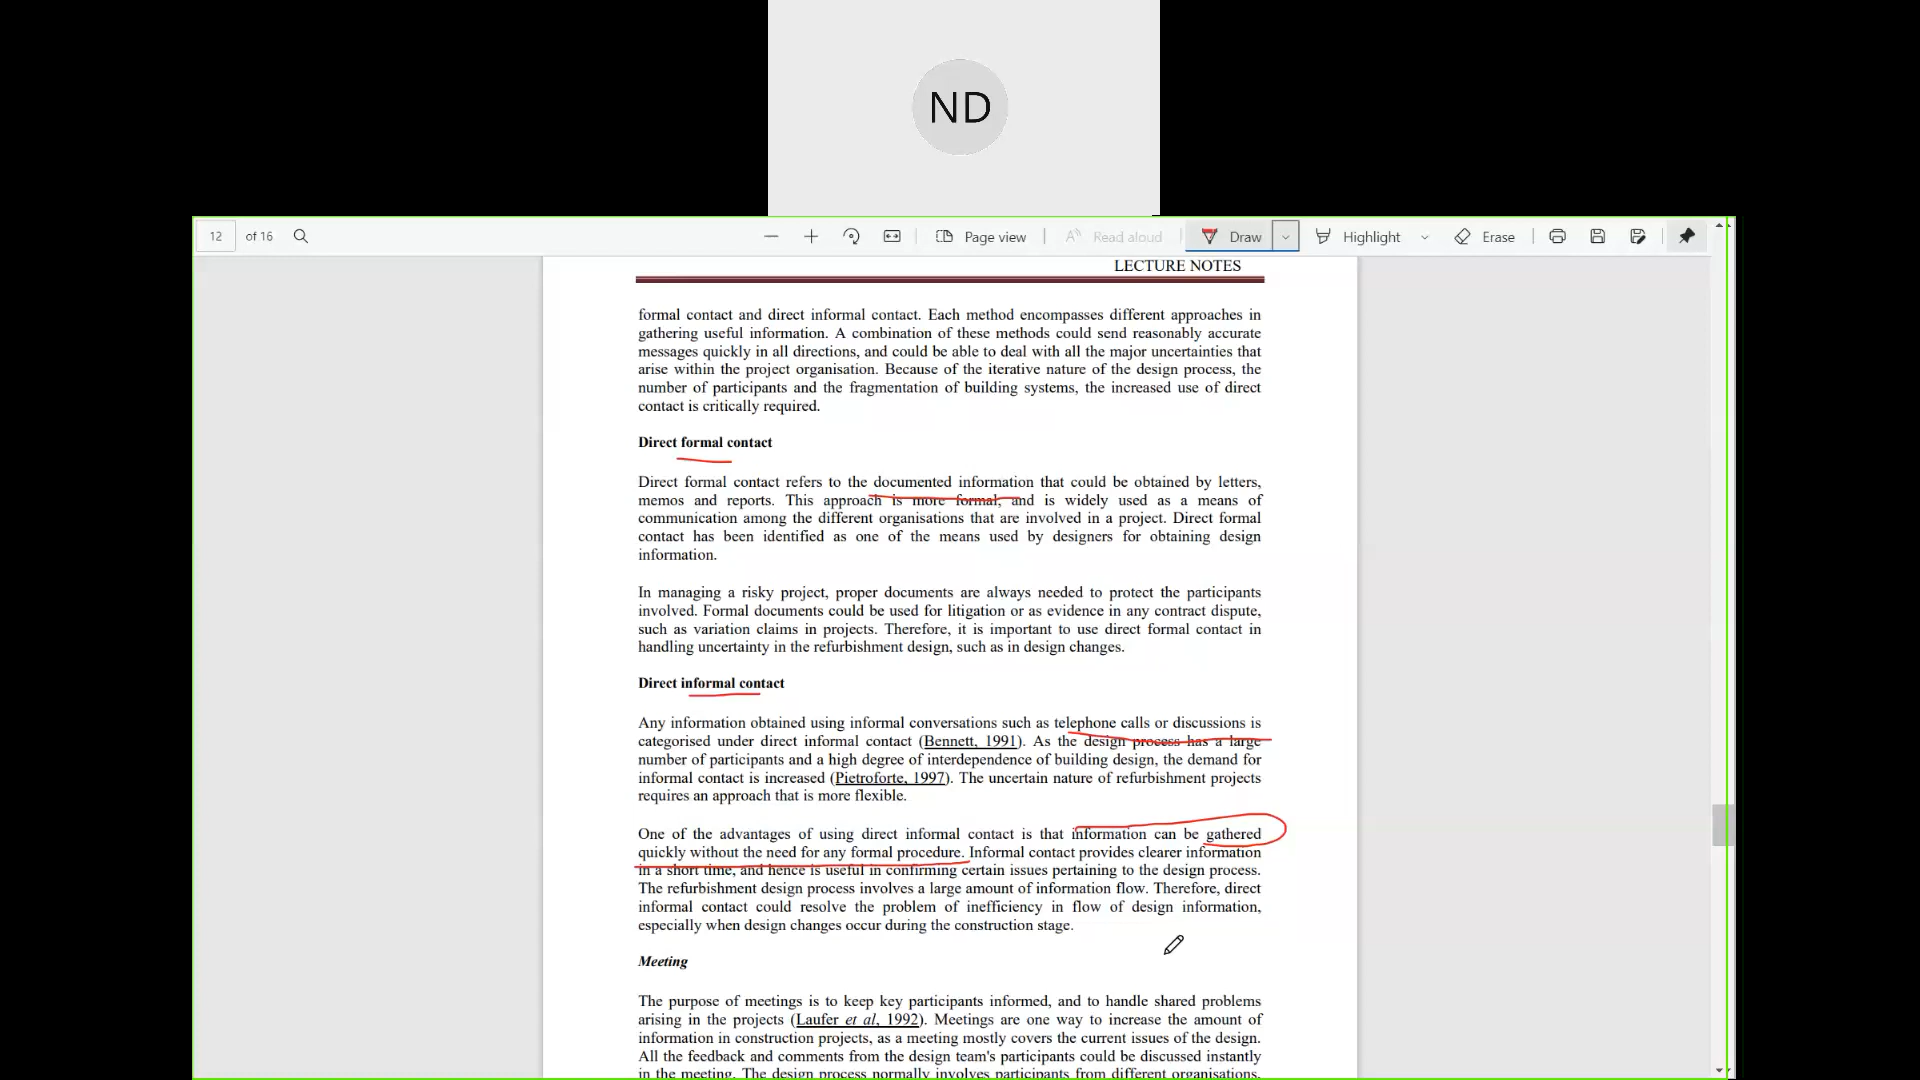 ND
12 of 16 Page view Read aloud Draw Highlight Erase
LECTURE NOTES
formal contact and direct informal contact. Each method encompasses different approaches in
gathering useful information. A combination of these methods could send reasonably accurate
messages quickly in all directions, and could be able to deal with all the major uncertainties that
arise within the project organisation. Because of the iterative nature of the design process, the
number of participants and the fragmentation of building systems, the increased use of direct
contact is critically required.
Direct formal contact
Direct formal contact refers to the documented information that could be obtained by letters,
memos and reports. This approach is more formal, and is widely used as a means of
communication among the different organisations that are involved in a project. Direct formal
contact has been identified as one of the means used by designers for obtaining design
information.
In managing a risky project, proper documents are always needed to protect the participants
involved. Formal documents could be used for litigation or as evidence in any contract dispute,
such as variation claims in projects. Therefore, it is important to use direct formal contact in
handling uncertainty in the refurbishment design, such as in design changes.
Direct informal contact
Any information obtained using informal conversations such as telephone calls or discussions is
categorised under direct informal contact (Bennett, 1991). As the design process has a large
number of participants and a high degree of interdependence of building design, the demand for
informal contact is increased (Pietroforte, 1997). The uncertain nature of refurbishment projects
requires an approach that is more flexible.
One of the advantages of using direct informal contact is that information can be gathered
quickly without the need for any formal procedure. Informal contact provides clearer information
in a short time, and hence is useful in confirming certain issues pertaining to the design process.
The refurbishment design process involves a large amount of information flow. Therefore, direct
informal contact could resolve the problem of inefficiency in flow of design information,
especially when design changes occur during the construction stage.
Meeting
The purpose of meetings is to keep key participants informed, and to handle shared problems
arising in the projects (Laufer et al, 1992). Meetings are one way to increase the amount of
information in construction projects, as a meeting mostly covers the current issues of the design.
All the feedback and comments from the design team's participants could be discussed instantly
in the meeting. The design process normally involves participants from different organisations,